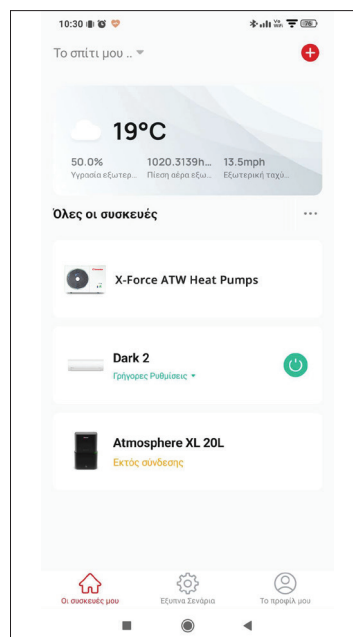 10:30
Το σπίτι μου ..
19°C
50.0% 1020.3139h... 13.5mph
Υγρασία εξωτερ... Πίεση αέρα εξω... Εξωτερική ταχύ...
Όλες οι συσκευές
X-Force ATW Heat Pumps
Dark 2
Γρήγορες Ρυθμίσεις
Atmosphere XL 20L
Εκτός σύνδεσης
Οι συσκευές μου Εξυπνα Σενάρια Το προφίλ μου